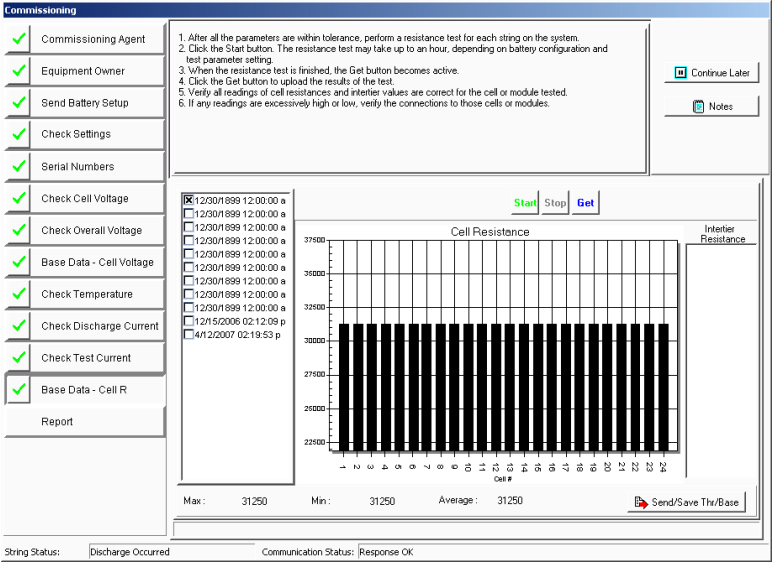 Commissioning
Commissioning Agent
Equipment Owner
Send Battery Setup
Check Settings
Serial Numbers
Check Cell Voltage
Check Overall Voltage
Base Data - Cell Voltage
Check Temperature
Check Discharge Current
Check Test Current
Base Data - Cell R
Report
1. After all the parameters are within tolerance, perform a resistance test for each string on the system.
2. Click the Start button. The resistance test may take up to an hour, depending on battery configuration and
test parameter setting.
3. When the resistance test is finished, the Get button becomes active.
4. Click the Get button to upload the results of the test.
5. Verify all readings of cell resistances and intertier values are correct for the cell or module tested.
6. If any readings are excessively high or low, verify the connections to those cells or modules.
Continue Later
Notes
12/30/1899 12:00:00 a
12/30/1899 12:00:00 a
12/30/1899 12:00:00 a
12/30/1899 12:00:00 a
12/30/1899 12:00:00 a
12/30/1899 12:00:00 a
12/30/1899 12:00:00 a
12/30/1899 12:00:00 a
12/30/1899 12:00:00 a
12/15/2006 02:12:09 p
4/12/2007 02:19:53 p
Start Stop Get
Cell Resistance
37500
35000
32500
30000
27500
25000
22500
1 2 3 4 5 6 7 8 9 10 11 12 13 14 15 16 17 18 19 20 21 22 23 24
Cell #
Intertier
Resistance
Max : 31250 Min : 31250 Average : 31250
Send/Save Thr/Base
String Status: Discharge Occurred Communication Status: Response OK